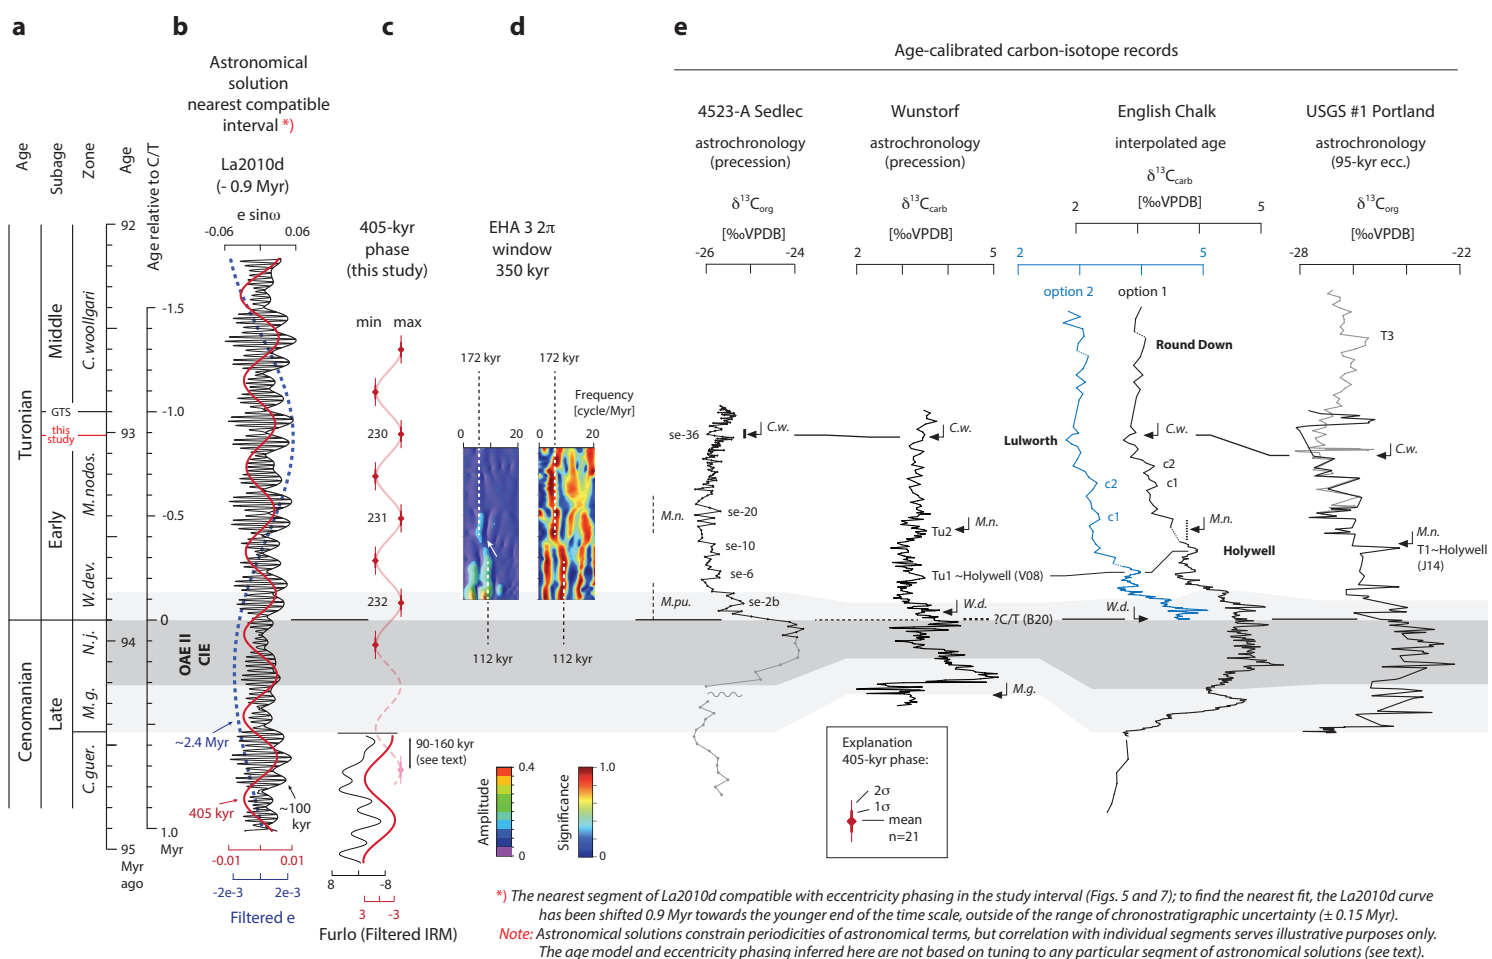 a
b
c
d
e
Astronomical
solution
nearest compatible
interval *)
La2010d
(- 0.9 Myr)
e sinω
-0.06
0.06
Age
Subage
Zone
Age
Age relative to C/T
405-kyr
phase
(this study)
EHA 3 2π
window
350 kyr
Age-calibrated carbon-isotope records
4523-A Sedlec
astrochronology
(precession)
δ13Corg
[‰VPDB]
-26
-24
Wunstorf
astrochronology
(precession)
δ13Ccarb
[‰VPDB]
2
5
English Chalk
interpolated age
δ13Ccarb
[‰VPDB]
2
5
2
5
option 2
option 1
USGS #1 Portland
astrochronology
(95-kyr ecc.)
δ13Corg
[‰VPDB]
-28
-22
Turonian
Cenomanian
Middle
Early
Late
GTS
this
study
C. woollgari
M. nodos.
W. dev.
N. j.
M. g.
C. guer.
92
93
94
95
Myr
ago
-1.5
-1.0
-0.5
0
1.0
Myr
OAE II
CIE
~2.4 Myr
405 kyr
~100
kyr
-0.01
0.01
-2e-3
2e-3
Filtered e
min
max
230
231
232
90-160 kyr
(see text)
8
-8
3
-3
Furlo (Filtered IRM)
172 kyr
172 kyr
Frequency
[cycle/Myr]
0
20
0
20
112 kyr
112 kyr
Amplitude
0.4
0
Significance
1.0
0
se-36
C.w.
M.n.
se-20
se-10
se-6
M.pu.
se-2b
C.w.
M.n.
Tu2
Tu1 ~Holywell (V08)
W.d.
?C/T (B20)
M.g.
Round Down
Lulworth
C.w.
c2
c1
c2
c1
M.n.
Holywell
W.d.
T3
C.w.
M.n.
T1~Holywell
(J14)
Explanation
405-kyr phase:
2σ
1σ
mean
n=21
*) The nearest segment of La2010d compatible with eccentricity phasing in the study interval (Figs. 5 and 7); to find the nearest fit, the La2010d curve
has been shifted 0.9 Myr towards the younger end of the time scale, outside of the range of chronostratigraphic uncertainty (± 0.15 Myr).
Note: Astronomical solutions constrain periodicities of astronomical terms, but correlation with individual segments serves illustrative purposes only.
The age model and eccentricity phasing inferred here are not based on tuning to any particular segment of astronomical solutions (see text).